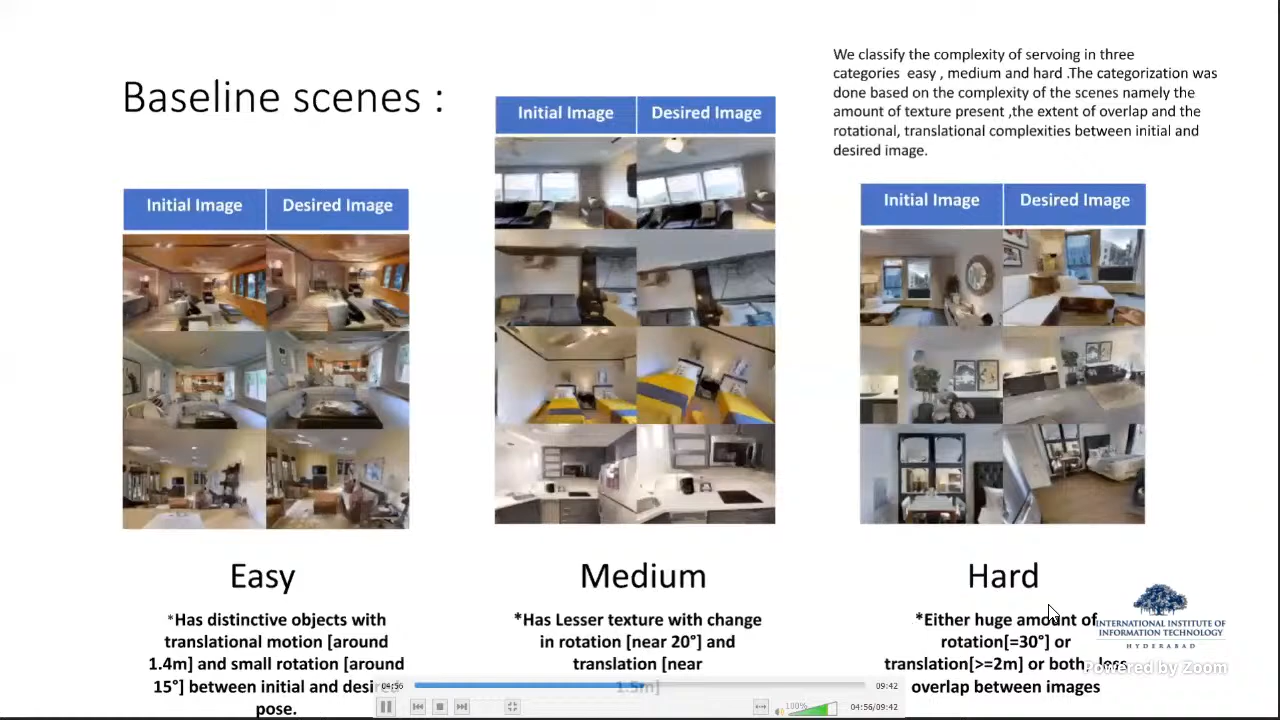 Baseline scenes :
We classify the complexity of servoing in three
categories  easy , medium and hard .The categorization was
done based on the complexity of the scenes namely the
amount of texture present ,the extent of overlap and the
rotational, translational complexities between initial and
desired image.
Initial Image Desired Image
Initial Image Desired Image
Initial Image Desired Image
Easy
*Has distinctive objects with
translational motion [around
1.4m] and small rotation [around
15°] between initial and desired
pose.
Medium
*Has Lesser texture with change
in rotation [near 20°] and
translation [near
1.5m]
Hard
*Either huge amount of
rotation[=30°] or
translation[>=2m] or both, less
overlap between images
INTERNATIONAL INSTITUTE OF
INFORMATION TECHNOLOGY
HYDERABAD
Powered by Zoom
04:56 09:42
100% 04:56/09:42